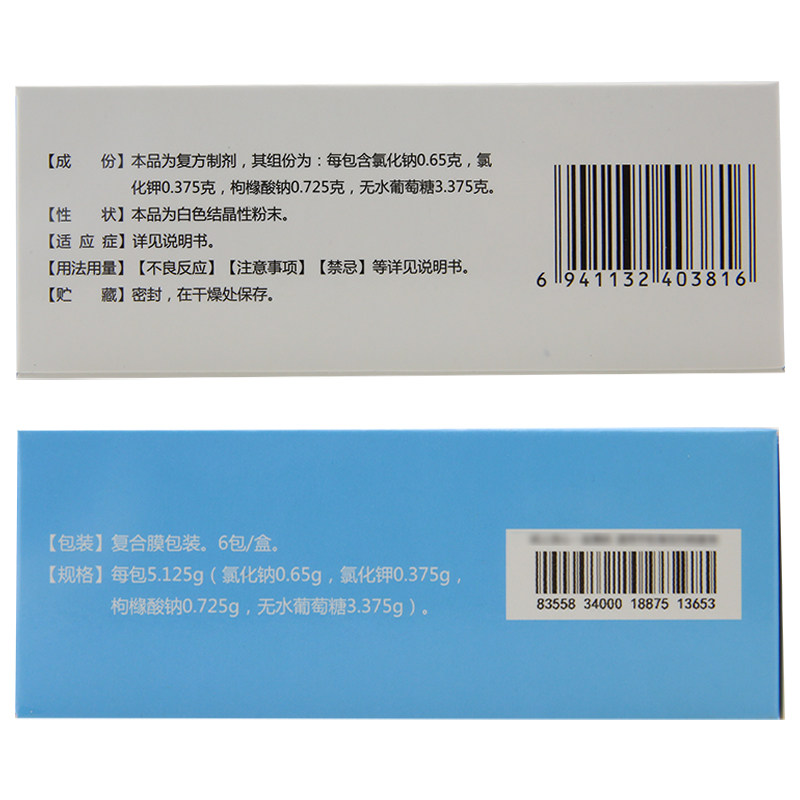 【成　份】本品为复方制剂，其组份为：每包含氯化钠0.65克，氯
化钾0.375克，枸橼酸钠0.725克，无水葡萄糖3.375克。
【性　状】本品为白色结晶性粉末。
【适 应 症】详见说明书。
【用法用量】【不良反应】【注意事项】【禁忌】等详见说明书。
【贮　藏】密封，在干燥处保存。
6 941132 403816
【包装】复合膜包装。6包/盒。
【规格】每包5.125g（氯化钠0.65g，氯化钾0.375g，
枸橼酸钠0.725g，无水葡萄糖3.375g）。
83558 34000 18875 13653